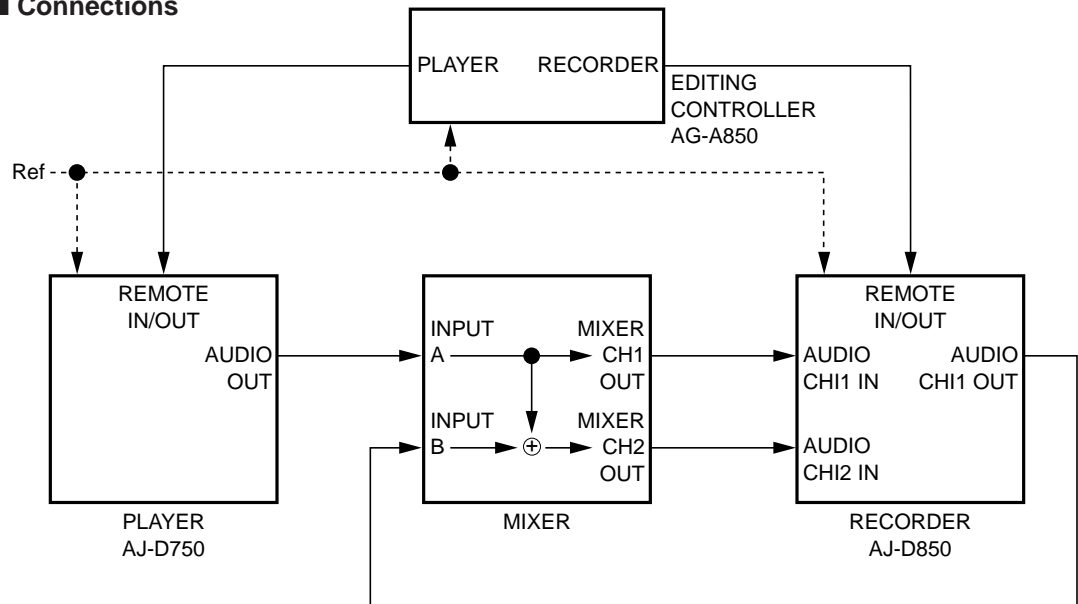 ■ Connections
PLAYER RECORDER
EDITING
CONTROLLER
AG-A850
Ref
REMOTE
IN/OUT
AUDIO
OUT
PLAYER
AJ-D750
INPUT
A
MIXER
CH1
OUT
INPUT
B
MIXER
CH2
OUT
MIXER
REMOTE
IN/OUT
AUDIO
CHI1 IN
AUDIO
CHI1 OUT
AUDIO
CHI2 IN
RECORDER
AJ-D850